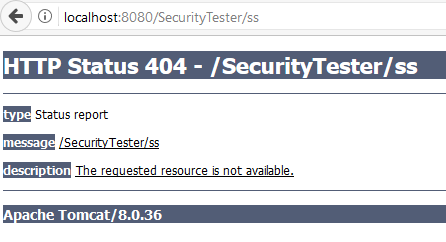 localhost:8080/SecurityTester/ss
HTTP Status 404 - /SecurityTester/ss
type Status report
message /SecurityTester/ss
description The requested resource is not available.
Apache Tomcat/8.0.36